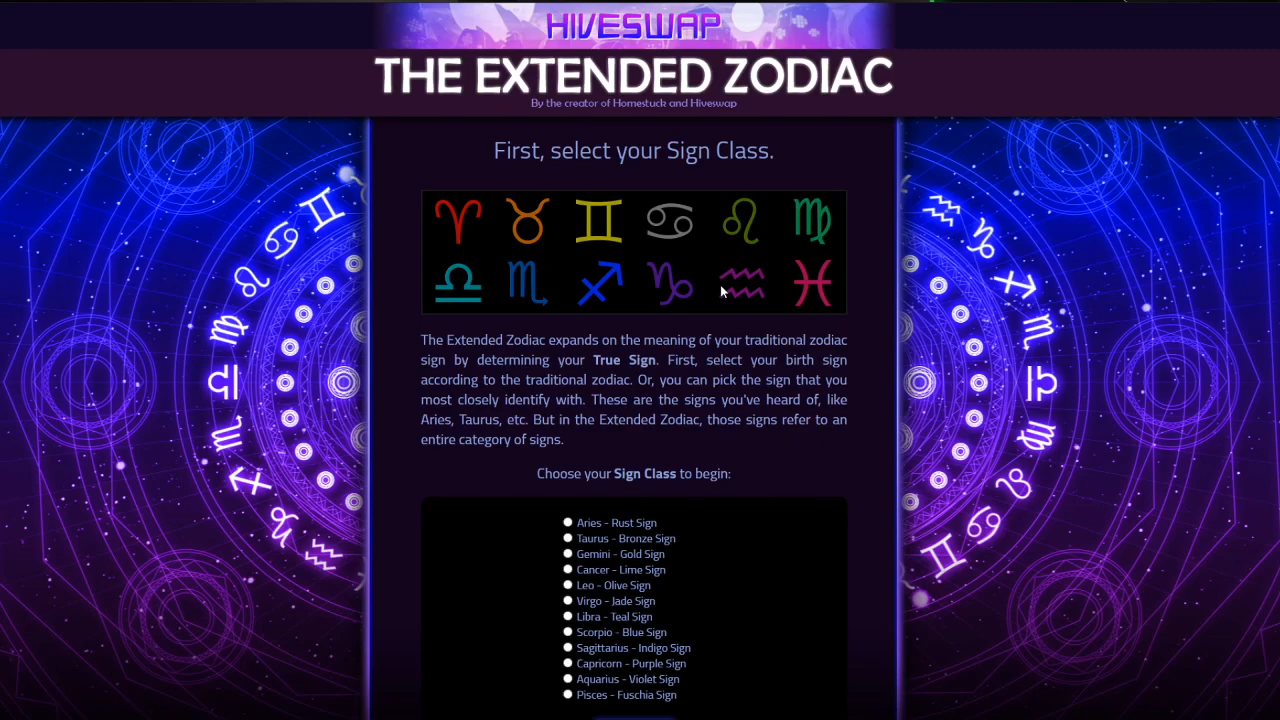 HIVESWAP
THE EXTENDED ZODIAC
By the creator of Homestuck and Hiveswap
First, select your Sign Class.
The Extended Zodiac expands on the meaning of your traditional zodiac
sign by determining your True Sign. First, select your birth sign
according to the traditional zodiac. Or, you can pick the sign that you
most closely identify with. These are the signs you've heard of, like
Aries, Taurus, etc. But in the Extended Zodiac, those signs refer to an
entire category of signs.
Choose your Sign Class to begin:
Aries - Rust Sign
Taurus - Bronze Sign
Gemini - Gold Sign
Cancer - Lime Sign
Leo - Olive Sign
Virgo - Jade Sign
Libra - Teal Sign
Scorpio - Blue Sign
Sagittarius - Indigo Sign
Capricorn - Purple Sign
Aquarius - Violet Sign
Pisces - Fuschia Sign